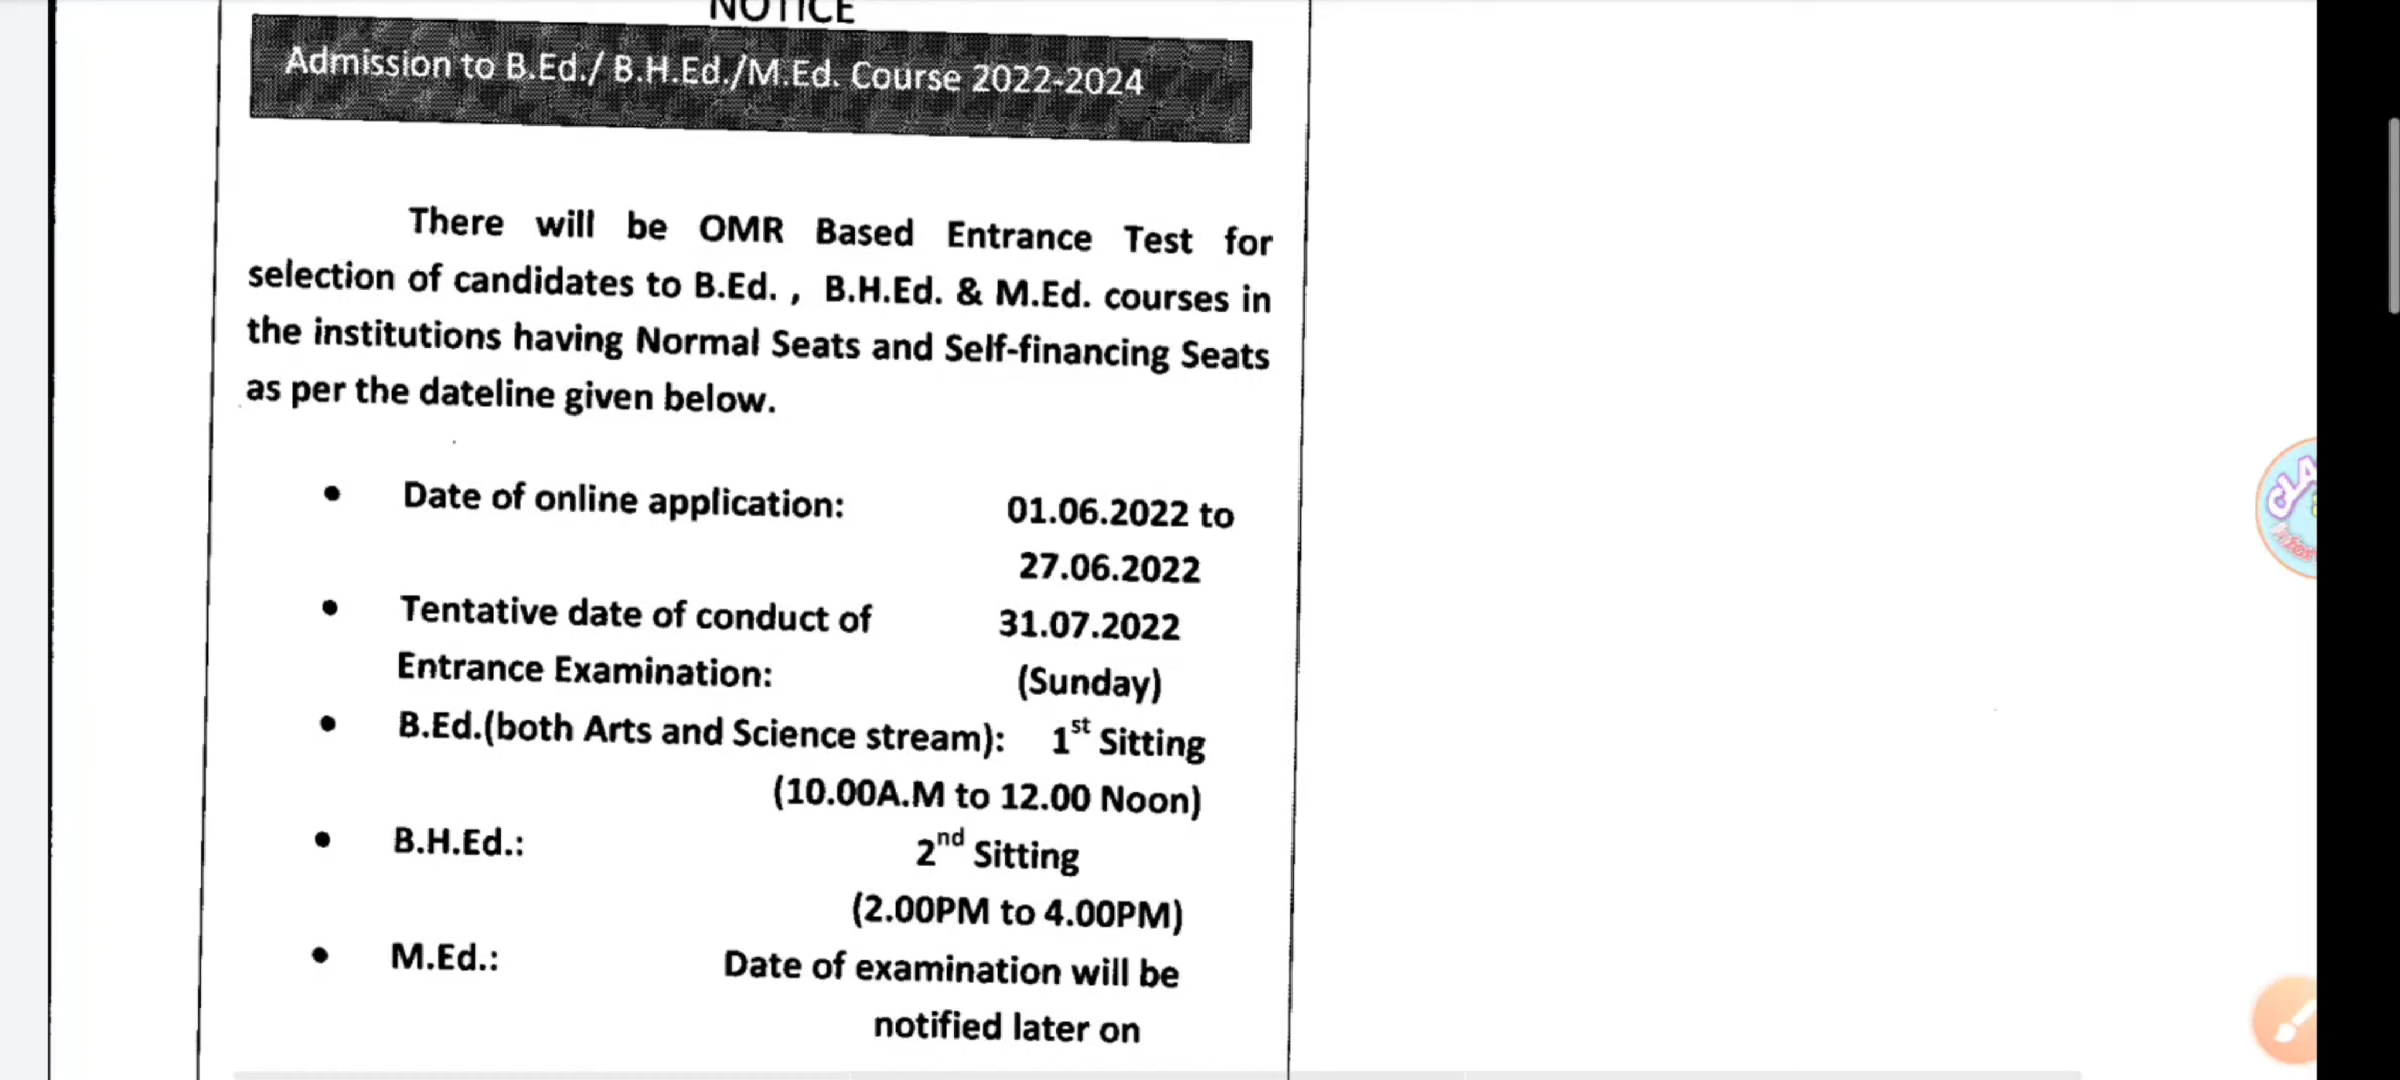 NOTICE
Admission to B.Ed./ B.H.Ed./M.Ed. Course 2022-2024
There will be OMR Based Entrance Test for
selection of candidates to B.Ed. , B.H.Ed. & M.Ed. courses in
the institutions having Normal Seats and Self-financing Seats
as per the dateline given below.
• Date of online application: 01.06.2022 to
27.06.2022
• Tentative date of conduct of 31.07.2022
Entrance Examination: (Sunday)
• B.Ed.(both Arts and Science stream): 1st Sitting
(10.00A.M to 12.00 Noon)
• B.H.Ed.: 2nd Sitting
(2.00PM to 4.00PM)
• M.Ed.: Date of examination will be
notified later on
CLA